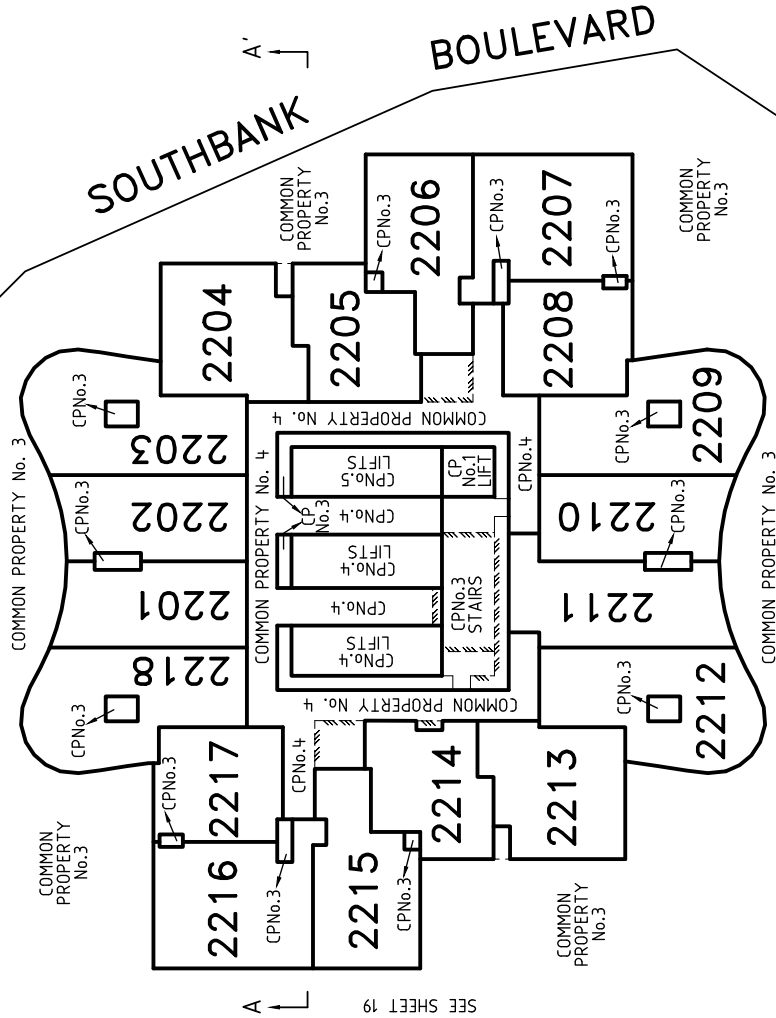 A'
SOUTHBANK BOULEVARD
COMMON
PROPERTY
No.3
COMMON
PROPERTY
No.3
COMMON PROPERTY No. 3
2203
CPNo.3
2202
CPNo.3
2201
2218
CPNo.3
2204
2205
2206
CPNo.3
2207
CPNo.3
CPNo.3
2208
2209
CPNo.3
2210
CPNo.3
2211
2212
CPNo.3
COMMON PROPERTY No. 3
COMMON PROPERTY No. 4
COMMON PROPERTY No. 4
COMMON PROPERTY No. 4
CPNo.4
CPNo.5
LIFTS
CP
No.1
LIFT
CPNo.4
CP
No.3
CPNo.4
LIFTS
CPNo.4
CPNo.3
STAIRS
CPNo.4
LIFTS
CPNo.4
2217
CPNo.3
2216
CPNo.3
2215
CPNo.3
2214
2213
COMMON
PROPERTY
No.3
COMMON
PROPERTY
No.3
A
SEE SHEET 19